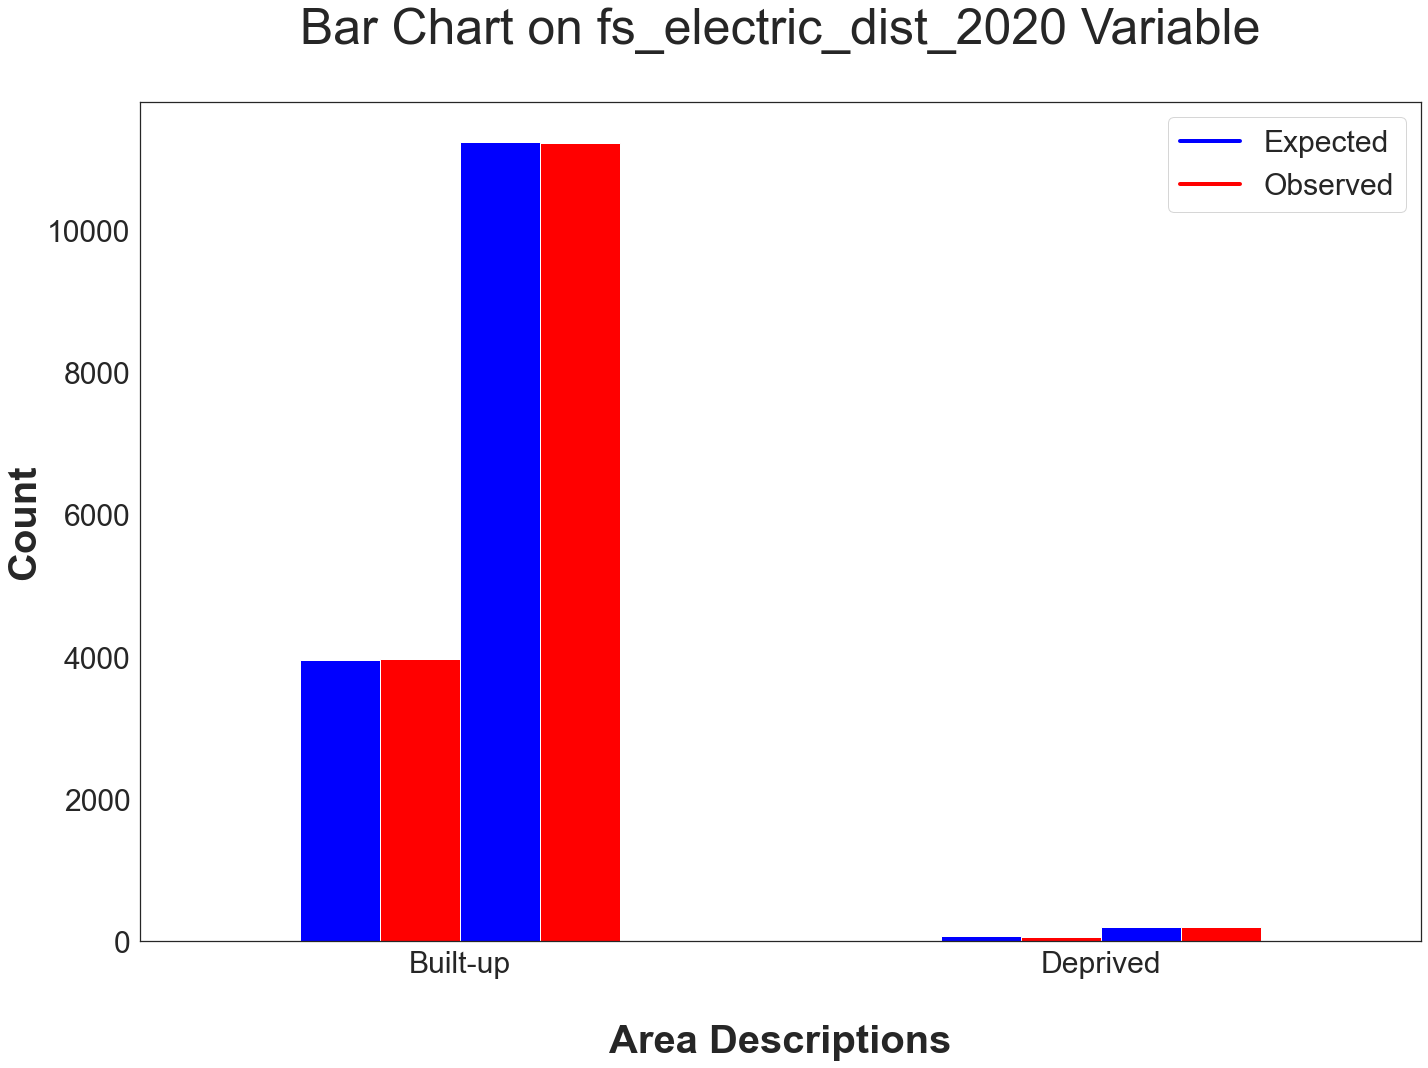 Bar Chart on fs_electric_dist_2020 Variable
Expected
Observed
Count
10000
8000
6000
4000
2000
0
Built-up
Deprived
Area Descriptions